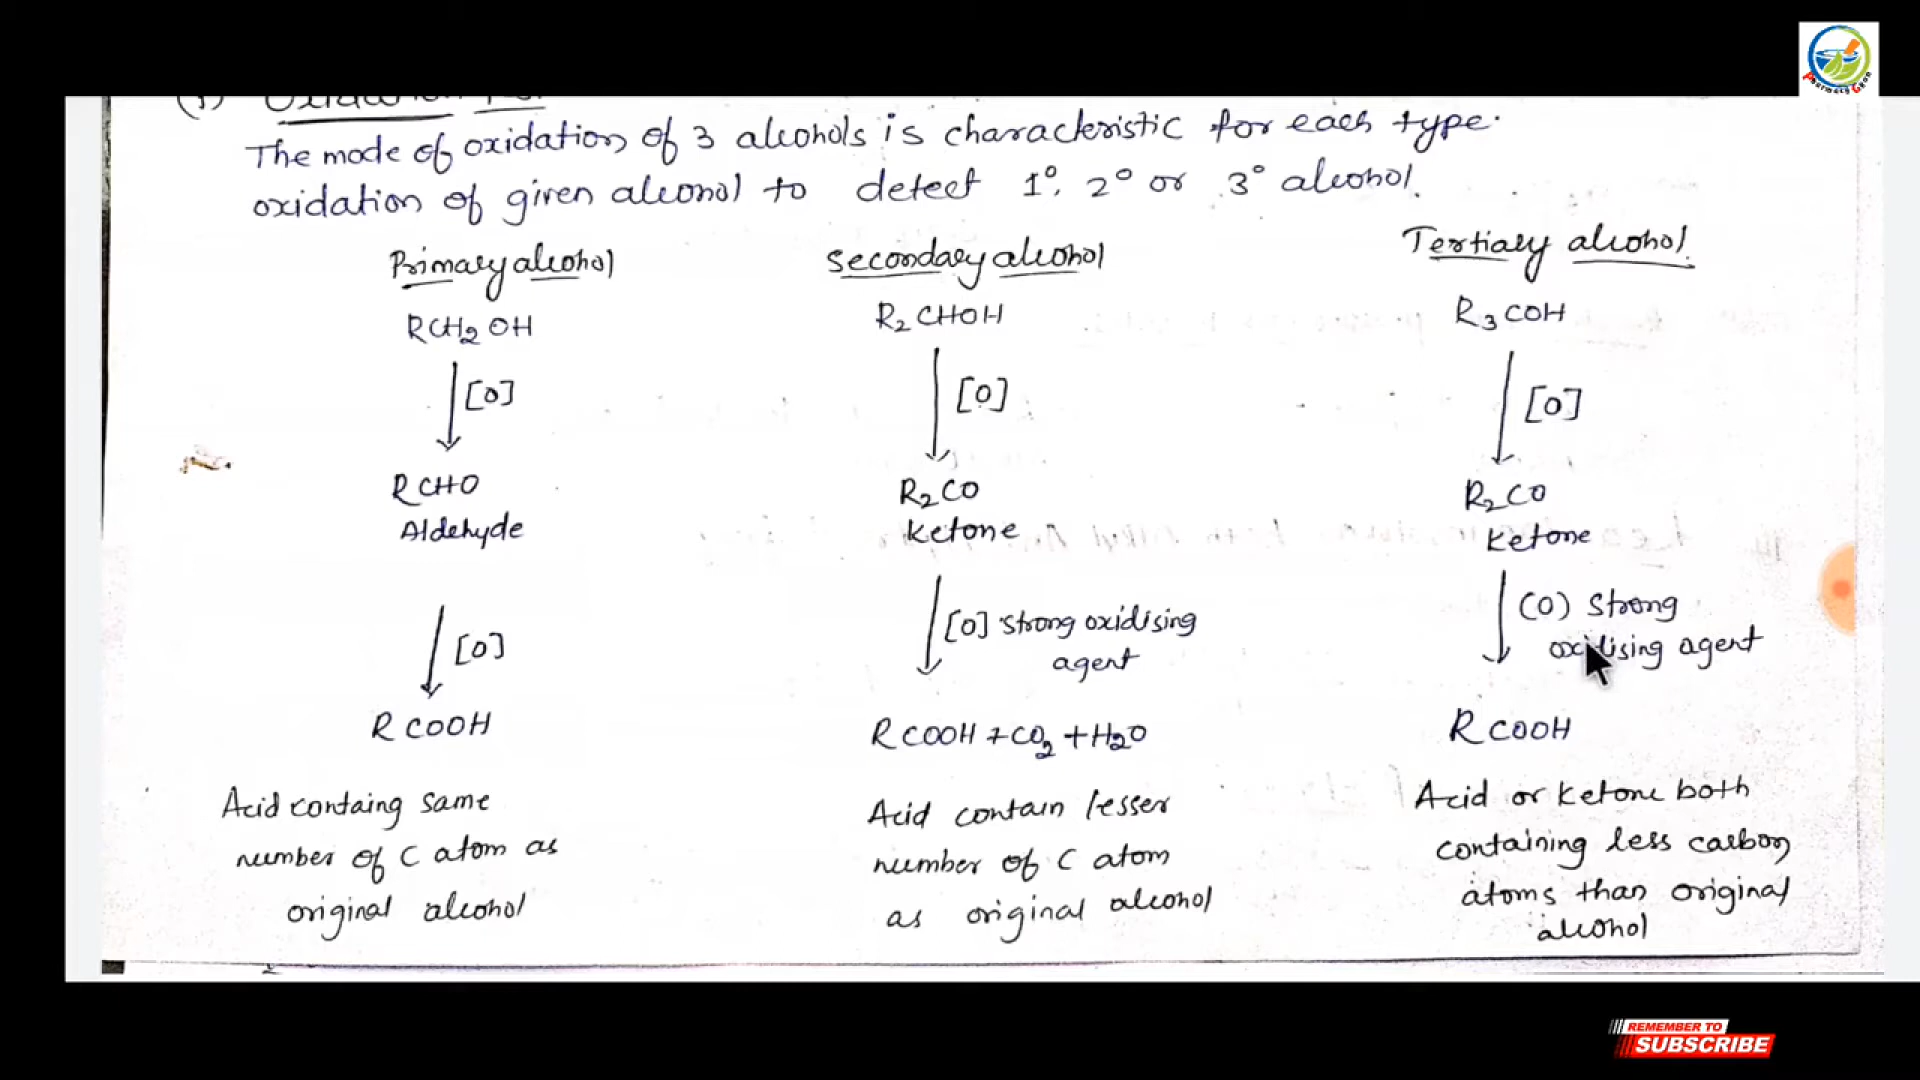 The mode of oxidation of 3 alcohols is characteristic for each type.
oxidation of given alcohol to detect 1°, 2° or 3° alcohol.
Primary alcohol
RCH2OH
[O]
RCHO
Aldehyde
[O]
RCOOH
Acid containg same
number of C atom as
original alcohol
Secondary alcohol
R2CHOH
[O]
R2CO
Ketone
[O] strong oxidising
agent
RCOOH + CO2 + H2O
Acid contain lesser
number of C atom
as original alcohol
Tertiary alcohol.
R3COH
[O]
R2CO
Ketone
(O) strong
oxidising agent
RCOOH
Acid or Ketone both
containing less carbon
atoms than original
alcohol
REMEMBER TO
SUBSCRIBE